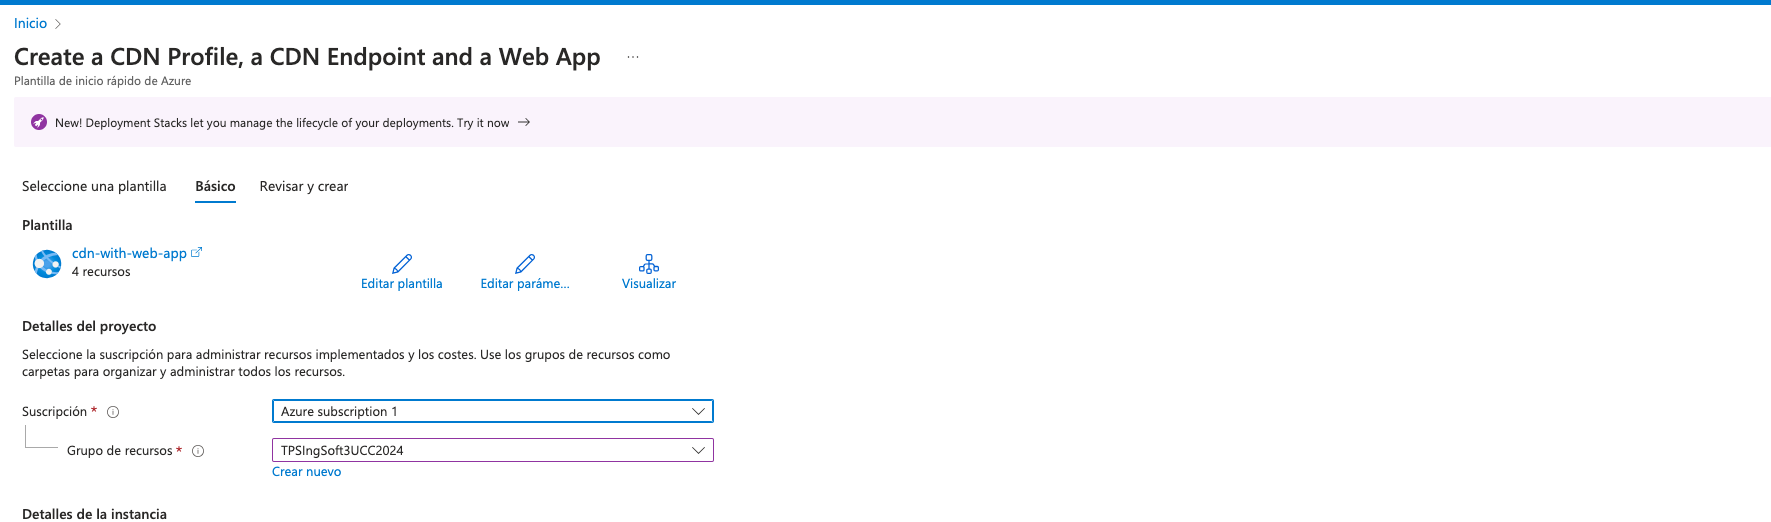 Inicio
Create a CDN Profile, a CDN Endpoint and a Web App ...
Plantilla de inicio rápido de Azure
New! Deployment Stacks let you manage the lifecycle of your deployments. Try it now →
Seleccione una plantilla Básico Revisar y crear
Plantilla
cdn-with-web-app
4 recursos
Editar plantilla Editar paráme... Visualizar
Detalles del proyecto
Seleccione la suscripción para administrar recursos implementados y los costes. Use los grupos de recursos como
carpetas para organizar y administrar todos los recursos.
Suscripción * Azure subscription 1
Grupo de recursos * TPSIngSoft3UCC2024
Crear nuevo
Detalles de la instancia